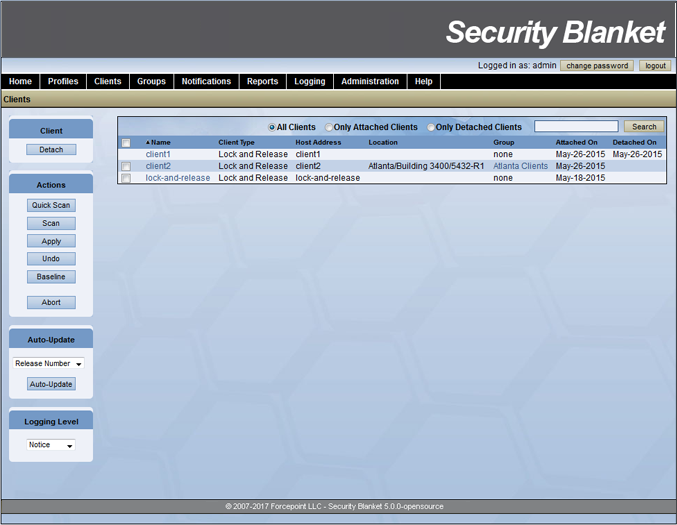 Security Blanket
Logged in as: admin change password logout
Home Profiles Clients Groups Notifications Reports Logging Administration Help
Clients
Client
Detach
Actions
Quick Scan
Scan
Apply
Undo
Baseline
Abort
Auto-Update
Release Number
Auto-Update
Logging Level
Notice
All Clients Only Attached Clients Only Detached Clients Search
Name Client Type Host Address Location Group Attached On Detached On
client1 Lock and Release client1 none May-26-2015 May-26-2015
client2 Lock and Release client2 Atlanta/Building 3400/5432-R1 Atlanta Clients May-26-2015
lock-and-release Lock and Release lock-and-release none May-18-2015
© 2007-2017 Forcepoint LLC - Security Blanket 5.0.0-opensource